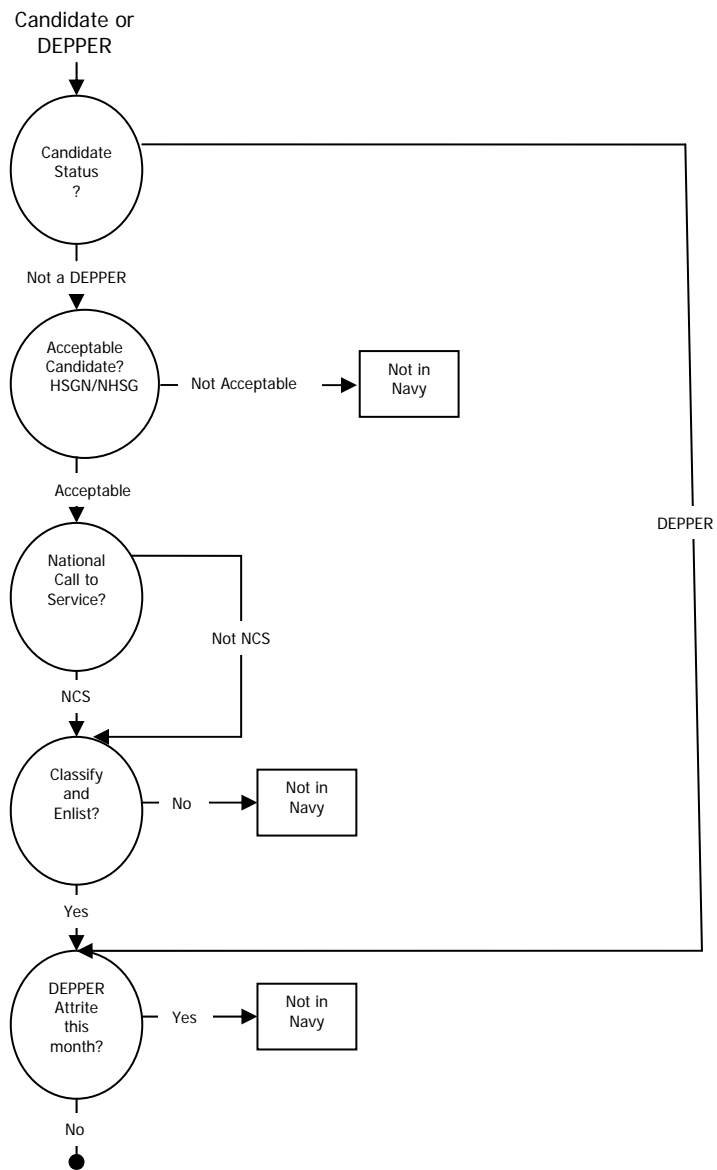 Candidate or
DEPPER
Candidate
Status
?
Not a DEPPER
Acceptable
Candidate?
HSGN/NHSG
Not Acceptable
Not in
Navy
Acceptable
DEPPER
National
Call to
Service?
Not NCS
NCS
Classify
and
Enlist?
No
Not in
Navy
Yes
DEPPER
Attrite
this
month?
Yes
Not in
Navy
No